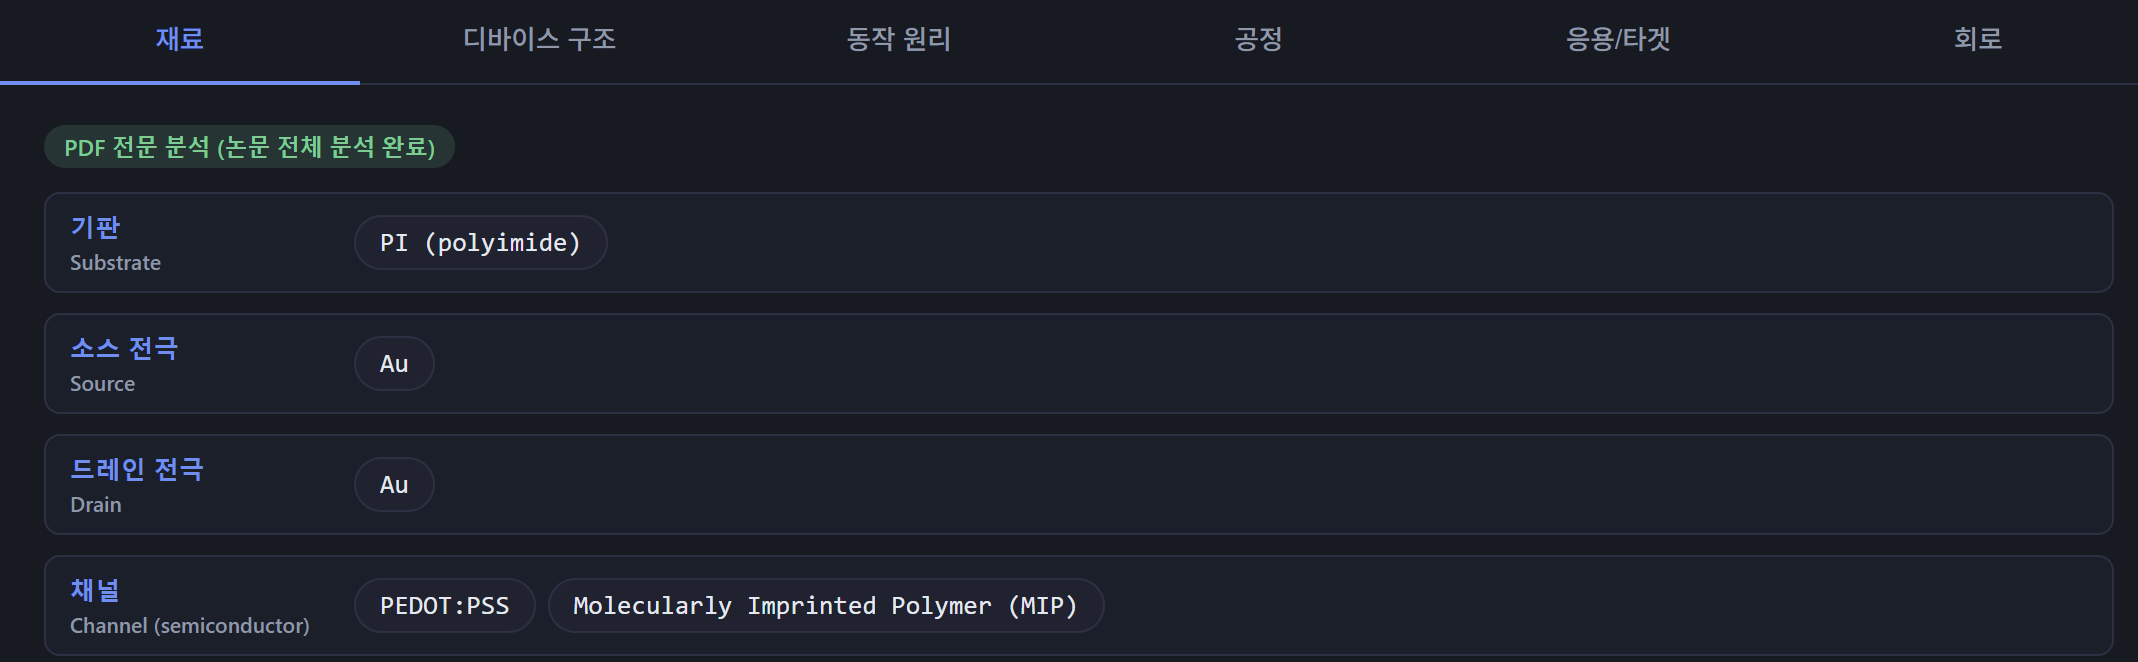 재료 디바이스 구조 동작 원리 공정 응용/타겟 회로
PDF 전문 분석 (논문 전체 분석 완료)
기판
Substrate
PI (polyimide)
소스 전극
Source
Au
드레인 전극
Drain
Au
채널
Channel (semiconductor)
PEDOT:PSS Molecularly Imprinted Polymer (MIP)